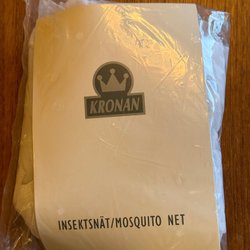 KRONAN
INSEKTSNÄT/MOSQUITO NET